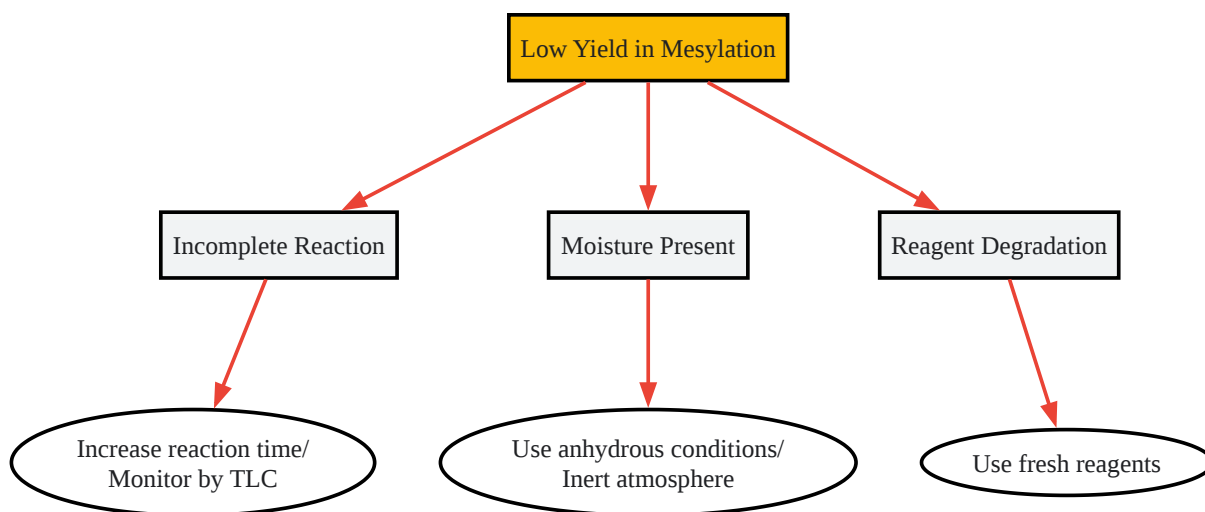 Low Yield in Mesylation
Incomplete Reaction
Moisture Present
Reagent Degradation
Increase reaction time/
Monitor by TLC
Use anhydrous conditions/
Inert atmosphere
Use fresh reagents